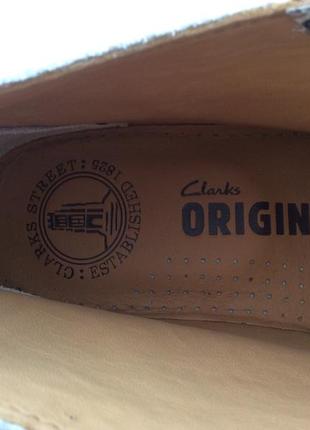 CLARKS STREET: ESTABLISHED 1825:
Clarks
ORIGIN